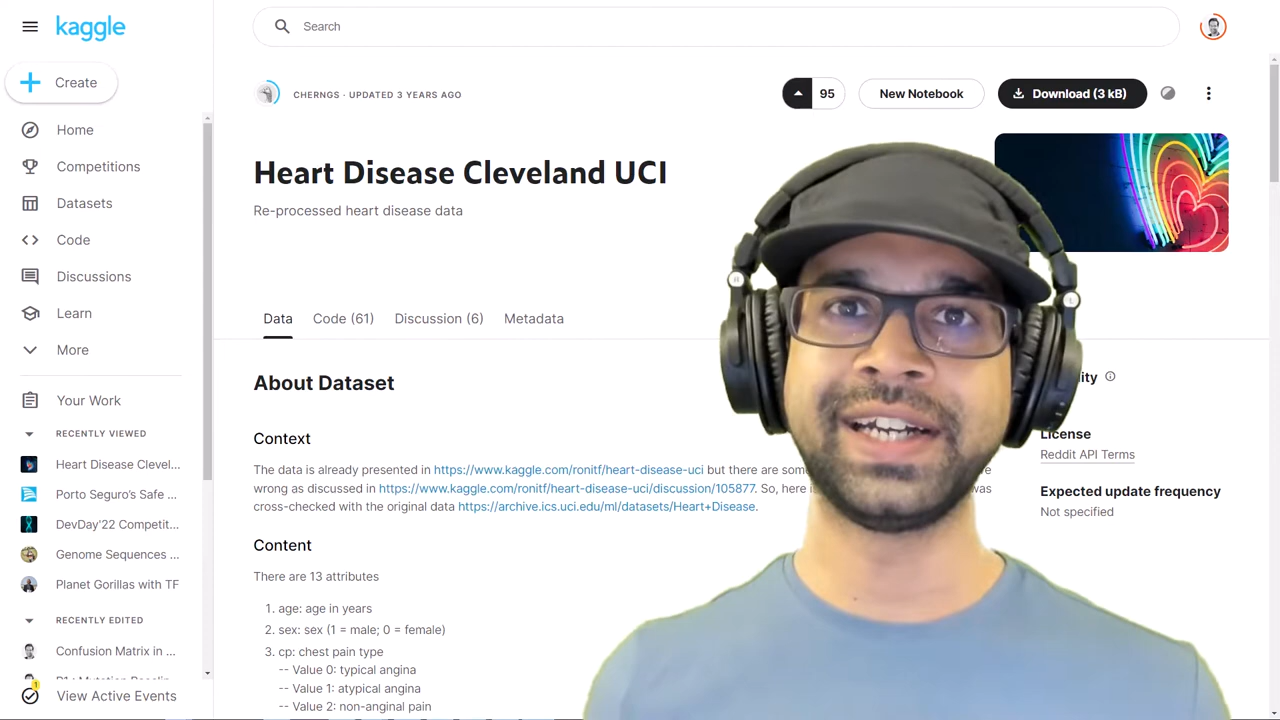 kaggle
Search
Create
Home
Competitions
Datasets
Code
Discussions
Learn
More
Your Work
RECENTLY VIEWED
Heart Disease Clevel...
Porto Seguro's Safe ...
DevDay'22 Competit...
Genome Sequences ...
Planet Gorillas with TF
RECENTLY EDITED
Confusion Matrix in ...
1
View Active Events
CHERNGS · UPDATED 3 YEARS AGO
95
New Notebook
Download (3 kB)
Heart Disease Cleveland UCI
Re-processed heart disease data
Data
Code (61)
Discussion (6)
Metadata
About Dataset
Context
The data is already presented in https://www.kaggle.com/ronitf/heart-disease-uci but there are
wrong as discussed in https://www.kaggle.com/ronitf/heart-disease-uci/discussion/105877. So, here
cross-checked with the original data https://archive.ics.uci.edu/ml/datasets/Heart+Disease.
Content
There are 13 attributes
1. age: age in years
2. sex: sex (1 = male; 0 = female)
3. cp: chest pain type
-- Value 0: typical angina
-- Value 1: atypical angina
-- Value 2: non-anginal pain
License
Reddit API Terms
Expected update frequency
Not specified